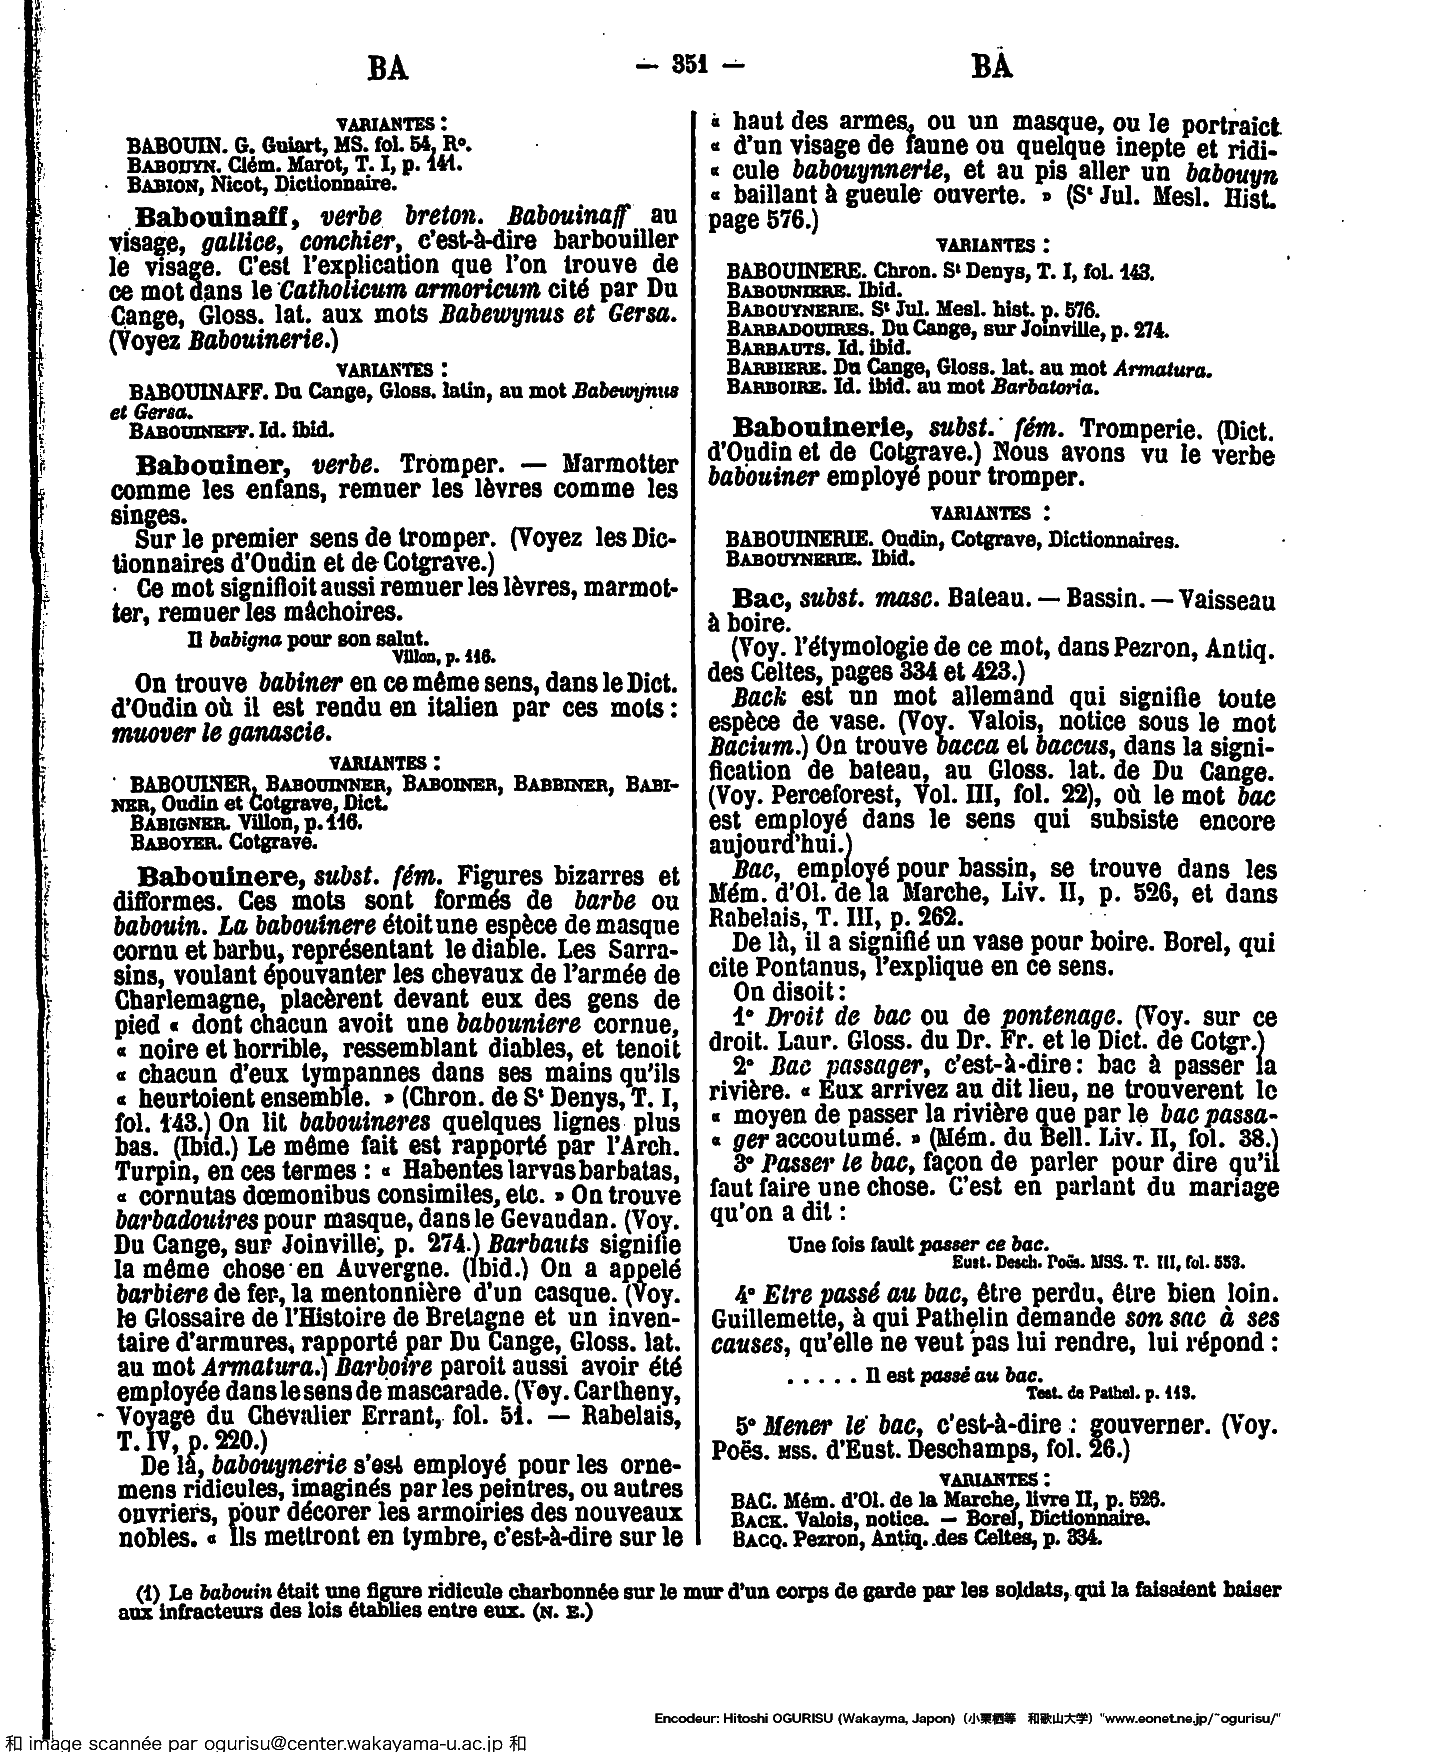 BA
— 351 —
BA
VARIANTES :
BABOUIN. G. Guiart, MS. fol. 54, Rº.
BABOUYN. Clém. Marot, T. I, p. 141.
BABION, Nicot, Dictionnaire.
Babouinaff, verbe breton. Babouinaff au
visage, gallice, conchier, c'est-à-dire barbouiller
le visage. C'est l'explication que l'on trouve de
ce mot dans le Catholicum armoricum cité par Du
Cange, Gloss. lat. aux mots Babewynus et Gersa.
(Voyez Babouinerie.)
VARIANTES :
BABOUINAFF. Du Cange, Gloss. latin, au mot Babewynus
et Gersa.
BABOUINEFF. Id. ibid.
Babouiner, verbe. Tromper. — Marmotter
comme les enfans, remuer les lèvres comme les
singes.
Sur le premier sens de tromper. (Voyez les Dic-
tionnaires d'Oudin et de Cotgrave.)
Ce mot signifioit aussi remuer les lèvres, marmot-
ter, remuer les mâchoires.
Il babigna pour son salut.
Villon, p. 116.
On trouve babiner en ce même sens, dans le Dict.
d'Oudin où il est rendu en italien par ces mots :
muover le ganascie.
VARIANTES :
BABOUINER, BABOUINNER, BABOINER, BABBINER, BABI-
NER, Oudin et Cotgrave, Dict.
BABIGNER. Villon, p. 116.
BABOYER. Cotgrave.
Babouinere, subst. fém. Figures bizarres et
difformes. Ces mots sont formés de barbe ou
babouin. La babouinere étoit une espèce de masque
cornu et barbu, représentant le diable. Les Sarra-
sins, voulant épouvanter les chevaux de l'armée de
Charlemagne, placèrent devant eux des gens de
pied « dont chacun avoit une babouniere cornue,
« noire et horrible, ressemblant diables, et tenoit
« chacun d'eux tympannes dans ses mains qu'ils
« heurtoient ensemble. » (Chron. de Sᵗ Denys, T. I,
fol. 143.) On lit babouineres quelques lignes plus
bas. (Ibid.) Le même fait est rapporté par l'Arch.
Turpin, en ces termes : « Habentes larvas barbatas,
« cornutas dœmonibus consimiles, etc. » On trouve
barbadouires pour masque, dans le Gevaudan. (Voy.
Du Cange, sur Joinville, p. 274.) Barbauts signifie
la même chose en Auvergne. (Ibid.) On a appelé
barbiere de fer, la mentonnière d'un casque. (Voy.
le Glossaire de l'Histoire de Bretagne et un inven-
taire d'armures, rapporté par Du Cange, Gloss. lat.
au mot Armatura.) Barboire paroit aussi avoir été
employée dans le sens de mascarade. (Voy. Cartheny,
Voyage du Chevalier Errant, fol. 51. — Rabelais,
T. IV, p. 220.)
De là, babouynerie s'est employé pour les orne-
mens ridicules, imaginés par les peintres, ou autres
ouvriers, pour décorer les armoiries des nouveaux
nobles. « Ils mettront en tymbre, c'est-à-dire sur le
« haut des armes, ou un masque, ou le portraict
« d'un visage de faune ou quelque inepte et ridi-
« cule babouynnerie, et au pis aller un babouyn
« baillant à gueule ouverte. » (Sᵗ Jul. Mesl. Hist.
page 576.)
VARIANTES :
BABOUINERE. Chron. Sᵗ Denys, T. I, fol. 143.
BABOUNIERE. Ibid.
BABOUYNERIE. Sᵗ Jul. Mesl. hist. p. 576.
BARBADOUIRES. Du Cange, sur Joinville, p. 274.
BARBAUTS. Id. ibid.
BARBIERE. Du Cange, Gloss. lat. au mot Armatura.
BARBOIRE. Id. ibid. au mot Barbatoria.
Babouinerie, subst. fém. Tromperie. (Dict.
d'Oudin et de Cotgrave.) Nous avons vu le verbe
babouiner employé pour tromper.
VARIANTES :
BABOUINERIE. Oudin, Cotgrave, Dictionnaires.
BABOUYNERIE. Ibid.
Bac, subst. masc. Bateau. — Bassin. — Vaisseau
à boire.
(Voy. l'étymologie de ce mot, dans Pezron, Antiq.
des Celtes, pages 334 et 423.)
Back est un mot allemand qui signifie toute
espèce de vase. (Voy. Valois, notice sous le mot
Bacium.) On trouve bacca et baccus, dans la signi-
fication de bateau, au Gloss. lat. de Du Cange.
(Voy. Perceforest, Vol. III, fol. 22), où le mot bac
est employé dans le sens qui subsiste encore
aujourd'hui.)
Bac, employé pour bassin, se trouve dans les
Mém. d'Ol. de la Marche, Liv. II, p. 526, et dans
Rabelais, T. III, p. 262.
De là, il a signifié un vase pour boire. Borel, qui
cite Pontanus, l'explique en ce sens.
On disoit :
1º Droit de bac ou de pontenage. (Voy. sur ce
droit. Laur. Gloss. du Dr. Fr. et le Dict. de Cotgr.)
2º Bac passager, c'est-à-dire : bac à passer la
rivière. « Eux arrivez au dit lieu, ne trouverent le
« moyen de passer la rivière que par le bac passa-
« ger accoutumé. » (Mém. du Bell. Liv. II, fol. 38.)
3º Passer le bac, façon de parler pour dire qu'il
faut faire une chose. C'est en parlant du mariage
qu'on a dit :
Une fois fault passer ce bac.
Eust. Desch. Poës. MSS. T. III, fol. 553.
4º Etre passé au bac, être perdu, être bien loin.
Guillemette, à qui Pathelin demande son sac à ses
causes, qu'elle ne veut pas lui rendre, lui répond :
. . . . . Il est passé au bac.
Test. de Pathel. p. 113.
5º Mener le bac, c'est-à-dire : gouverner. (Voy.
Poës. MSS. d'Eust. Deschamps, fol. 26.)
VARIANTES :
BAC. Mém. d'Ol. de la Marche, livre II, p. 526.
BACK. Valois, notice. — Borel, Dictionnaire.
BACQ. Pezron, Antiq. des Celtes, p. 334.
(1) Le babouin était une figure ridicule charbonnée sur le mur d'un corps de garde par les soldats, qui la faisaient baiser
aux infracteurs des lois établies entre eux. (N. E.)
Encodeur: Hitoshi OGURISU (Wakayma, Japon) (小栗栖等 和歌山大学) "www.eonet.ne.jp/~ogurisu/"
和 image scannée par ogurisu@center.wakayama-u.ac.jp 和